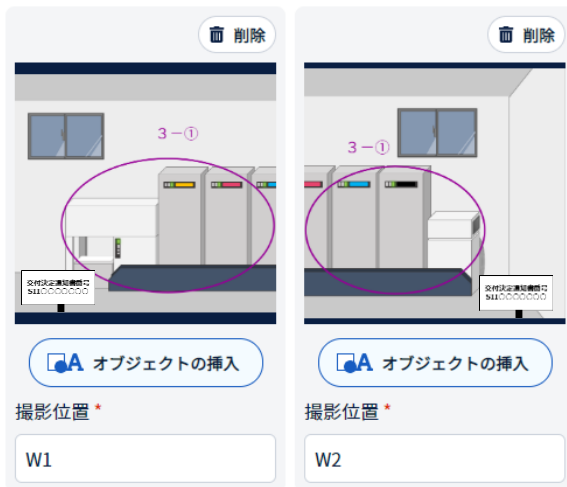 削除
削除
3-①
3-①
交付決定通知書番号
S11○○○○○○○
交付決定通知書番号
S11○○○○○○○
A オブジェクトの挿入
A オブジェクトの挿入
撮影位置 *
撮影位置 *
W1
W2